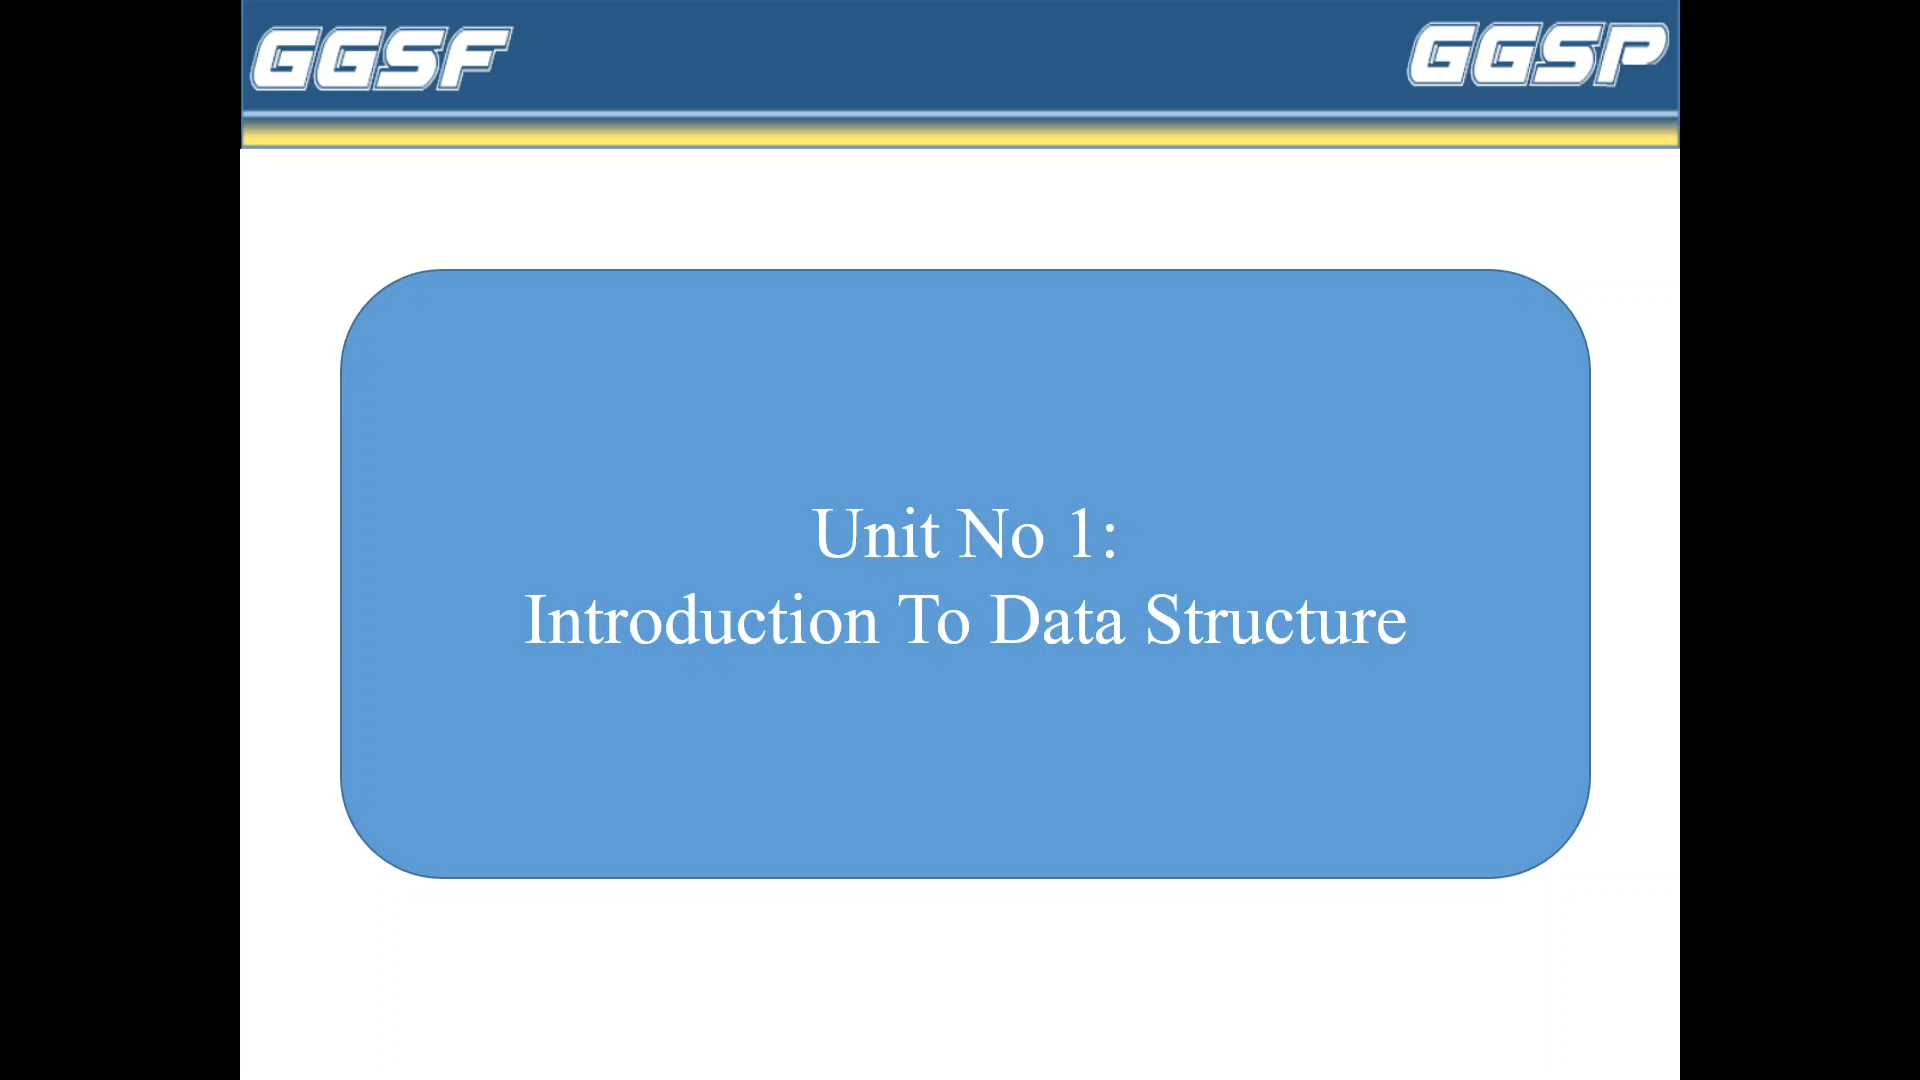 GGSF GGSP
Unit No 1:
Introduction To Data Structure